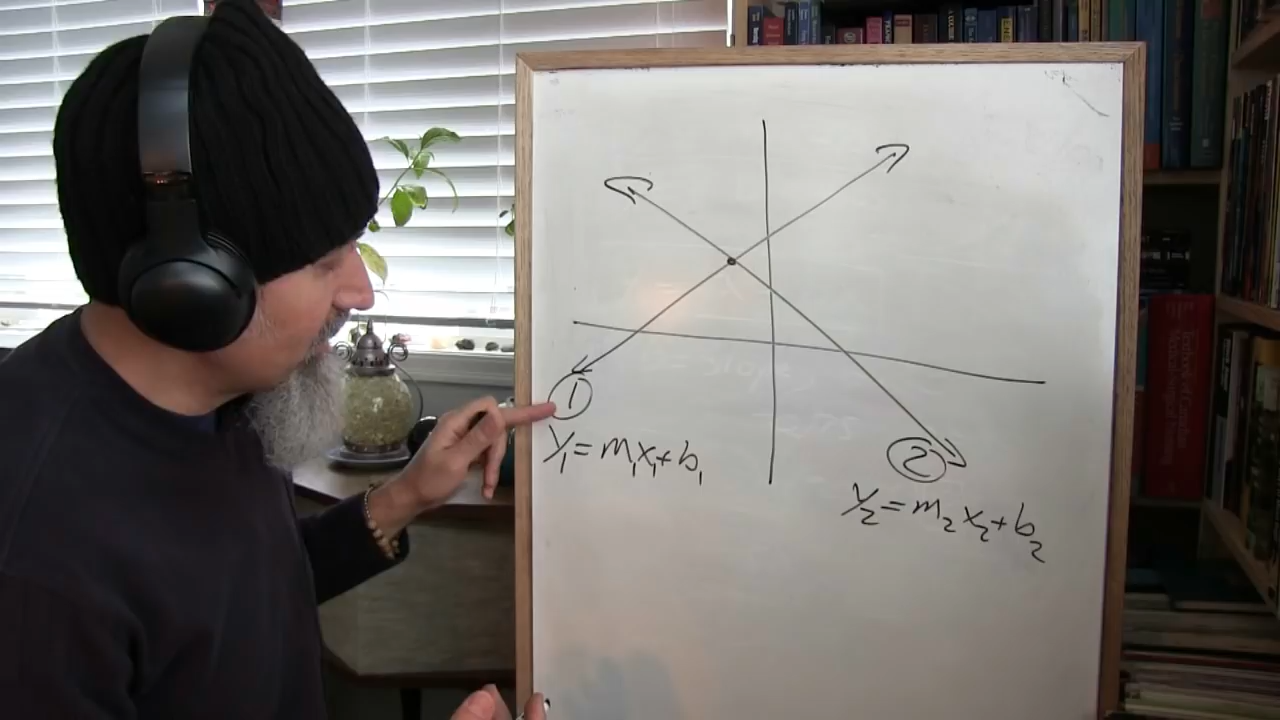 1
y₁ = m₁x₁ + b₁
2
y₂ = m₂x₂ + b₂